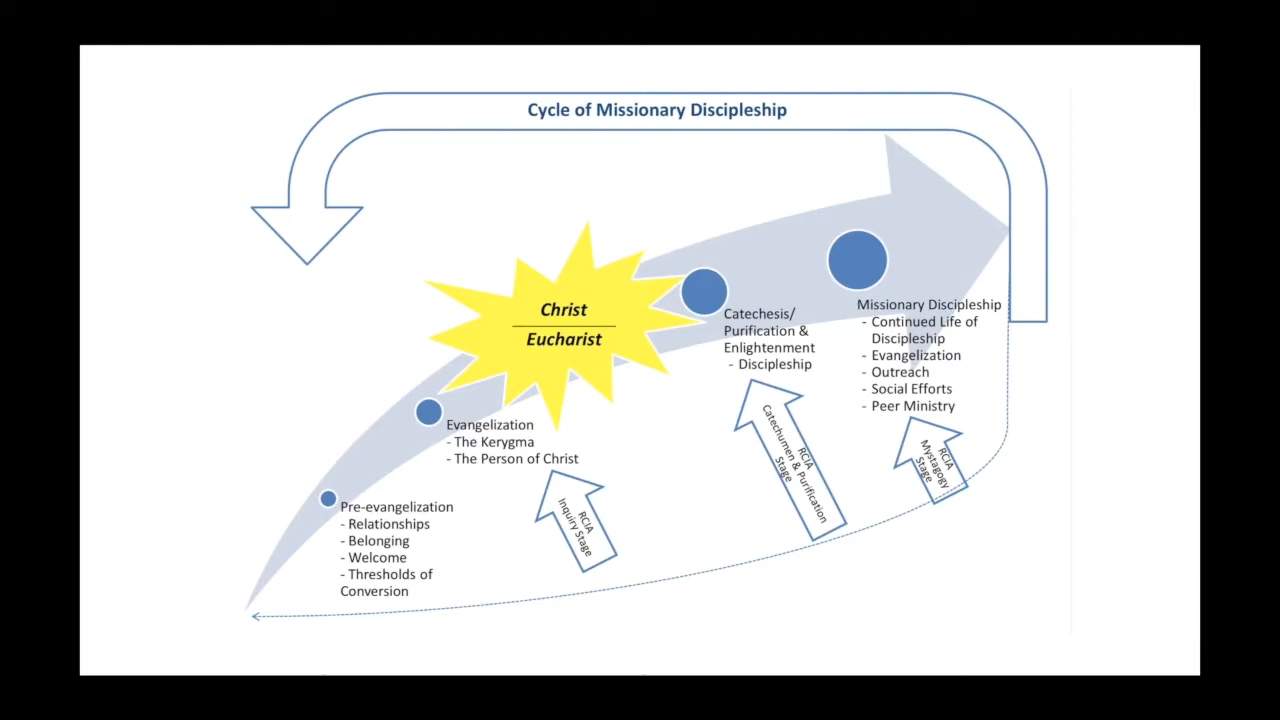 Cycle of Missionary Discipleship
Christ
Eucharist
Pre-evangelization
- Relationships
- Belonging
- Welcome
- Thresholds of
Conversion
Evangelization
- The Kerygma
- The Person of Christ
RCIA
Inquiry Stage
Catechesis/
Purification &
Enlightenment
- Discipleship
RCIA
Catechumen & Purification
Stage
Missionary Discipleship
- Continued Life of
Discipleship
- Evangelization
- Outreach
- Social Efforts
- Peer Ministry
RCIA
Mystagogy
Stage